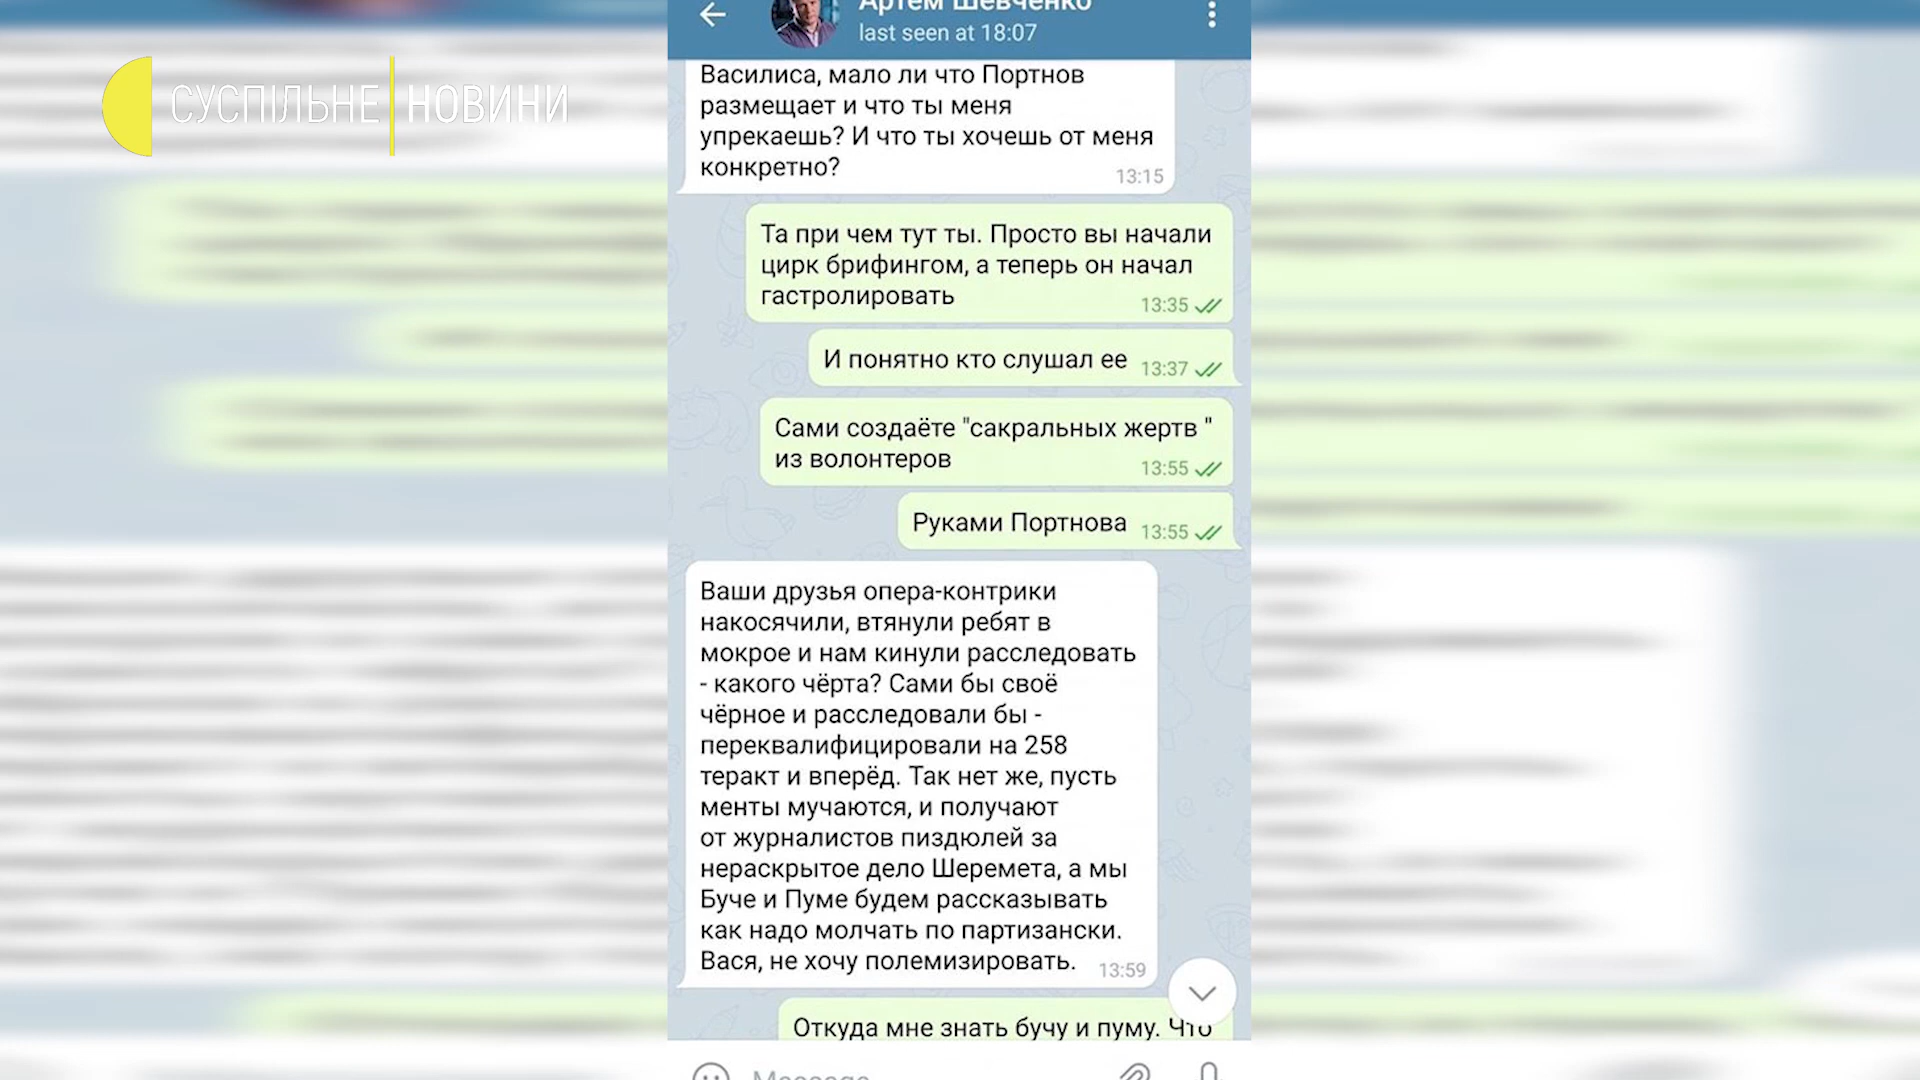 СУСПІЛЬНЕ НОВИНИ
Артем Шевченко
last seen at 18:07
Василиса, мало ли что Портнов
размещает и что ты меня
упрекаешь? И что ты хочешь от меня
конкретно?
13:15
Та при чем тут ты. Просто вы начали
цирк брифингом, а теперь он начал
гастролировать
13:35
И понятно кто слушал ее 13:37
Сами создаёте "сакральных жертв "
из волонтеров
13:55
Руками Портнова 13:55
Ваши друзья опера-контрики
накосячили, втянули ребят в
мокрое и нам кинули расследовать
- какого чёрта? Сами бы своё
чёрное и расследовали бы -
переквалифицировали на 258
теракт и вперёд. Так нет же, пусть
менты мучаются, и получают
от журналистов пиздюлей за
нераскрытое дело Шеремета, а мы
Буче и Пуме будем рассказывать
как надо молчать по партизански.
Вася, не хочу полемизировать. 13:59
Откуда мне знать бучу и пуму. Что
Message